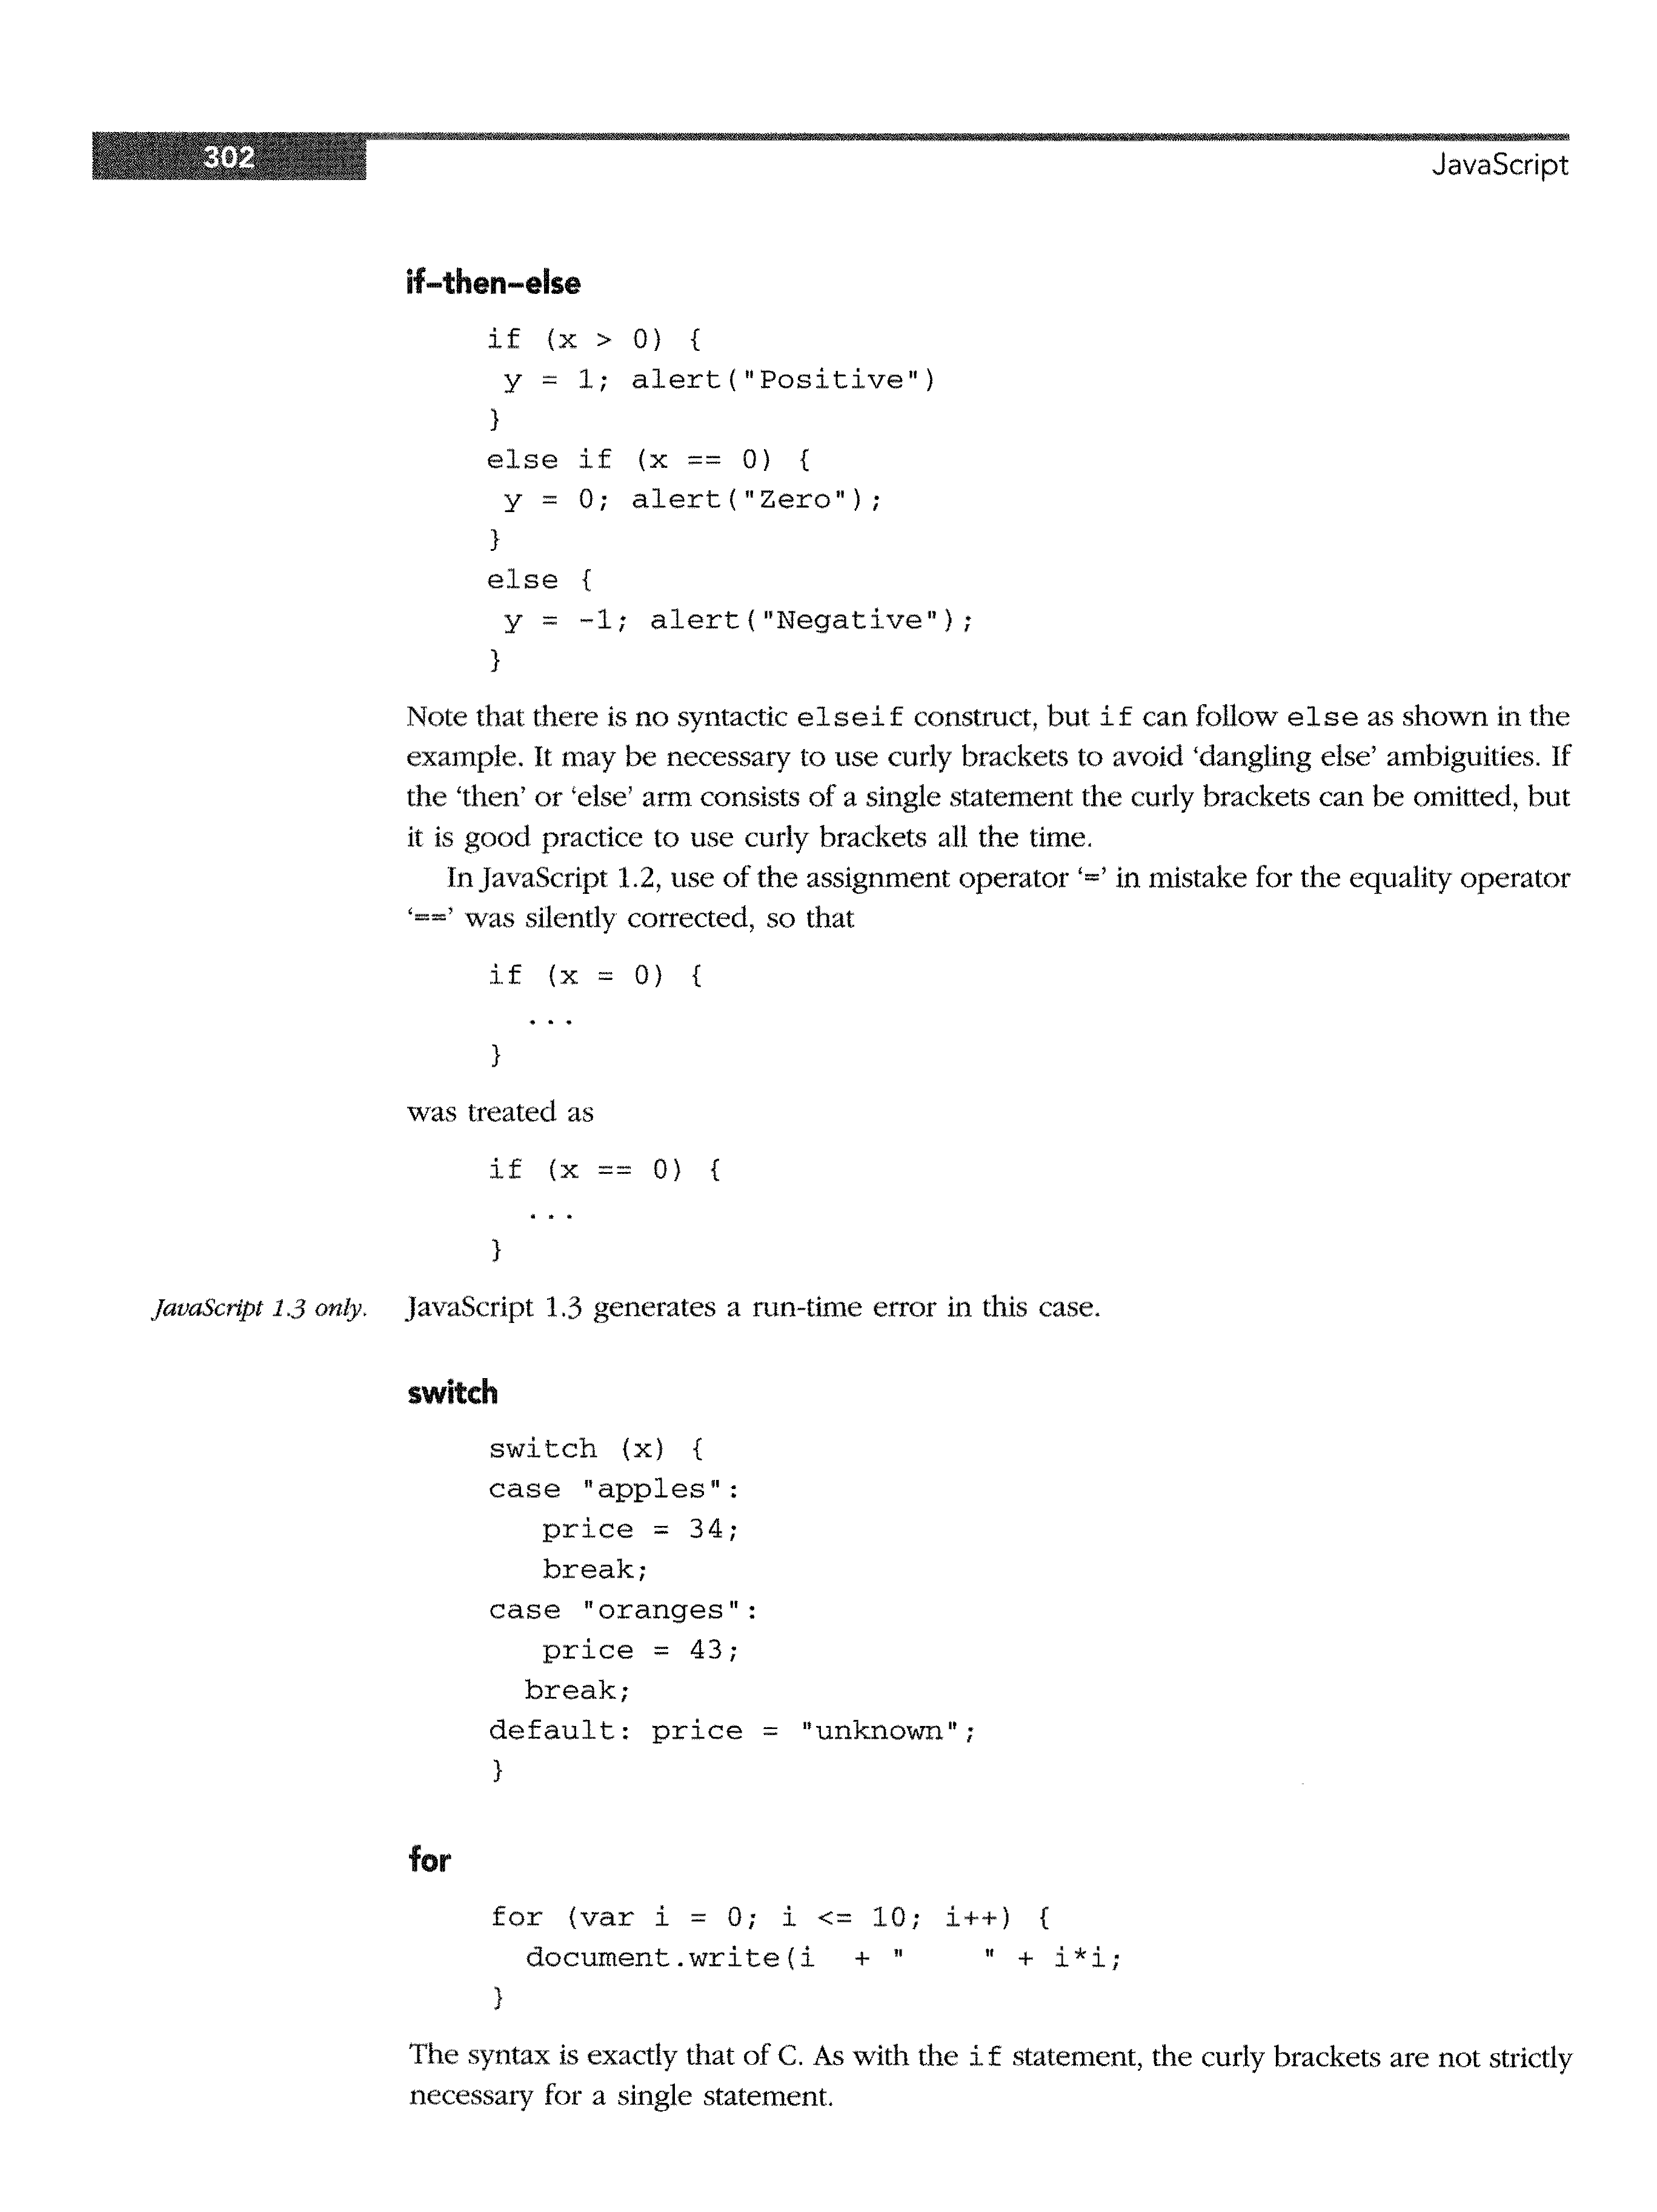 302
JavaScript
if–then–else
if (x > 0) {
y = 1; alert("Positive")
}
else if (x == 0) {
y = 0; alert("Zero");
}
else {
y = -1; alert("Negative");
}
Note that there is no syntactic elseif construct, but if can follow else as shown in the
example. It may be necessary to use curly brackets to avoid ‘dangling else’ ambiguities. If
the ‘then’ or ‘else’ arm consists of a single statement the curly brackets can be omitted, but
it is good practice to use curly brackets all the time.
In JavaScript 1.2, use of the assignment operator ‘=’ in mistake for the equality operator
‘==’ was silently corrected, so that
if (x = 0) {
...
}
was treated as
if (x == 0) {
...
}
JavaScript 1.3 only.
JavaScript 1.3 generates a run-time error in this case.
switch
switch (x) {
case "apples":
price = 34;
break;
case "oranges":
price = 43;
break;
default: price = "unknown";
}
for
for (var i = 0; i <= 10; i++) {
document.write(i  + "    " + i*i;
}
The syntax is exactly that of C. As with the if statement, the curly brackets are not strictly
necessary for a single statement.